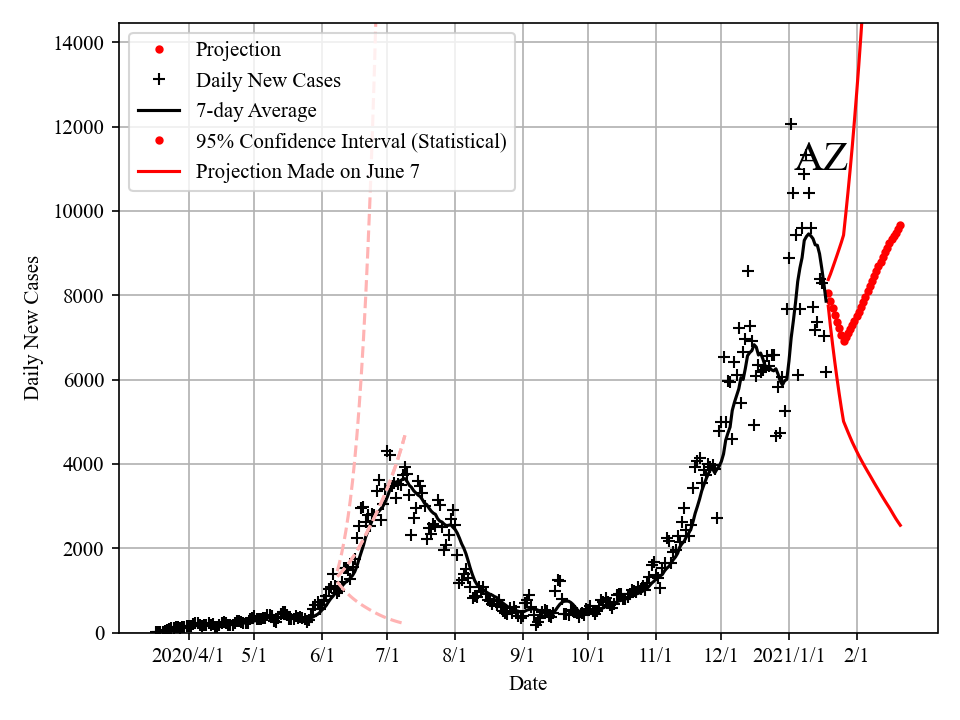 14000
12000
10000
8000
6000
4000
2000
0
Daily New Cases
Projection
Daily New Cases
7-day Average
95% Confidence Interval (Statistical)
Projection Made on June 7
AZ
2020/4/1 5/1 6/1 7/1 8/1 9/1 10/1 11/1 12/1 2021/1/1 2/1
Date